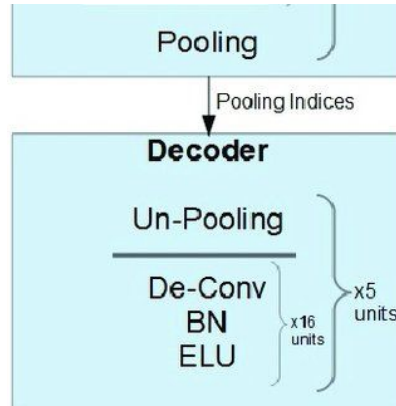 Pooling
Pooling Indices
Decoder
Un-Pooling
De-Conv
BN
ELU
x16
units
x5
units